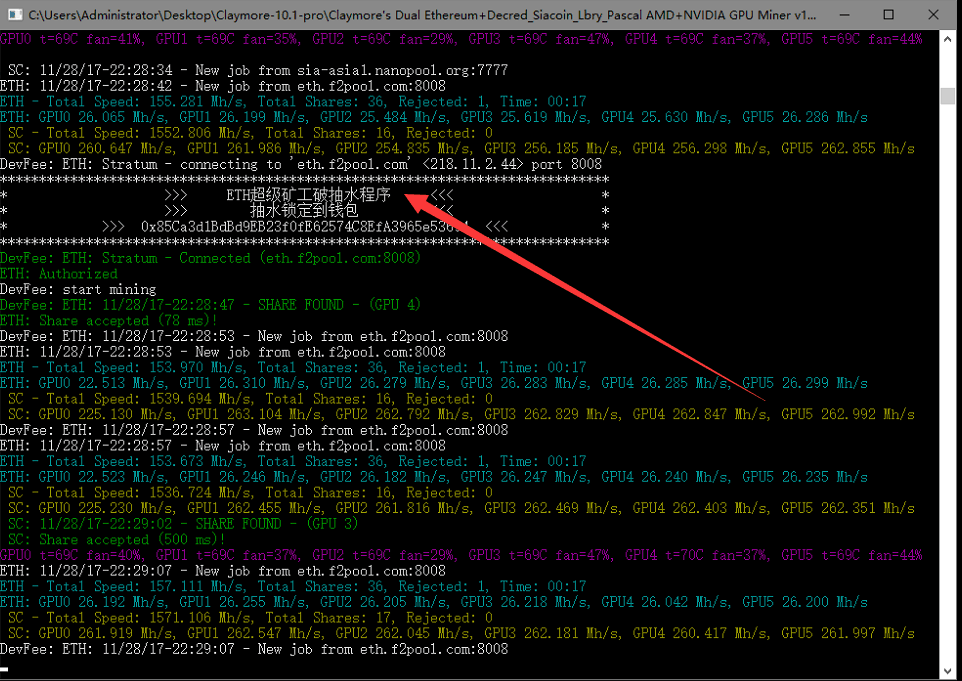 C:\Users\Administrator\Desktop\Claymore-10.1-pro\Claymore's Dual Ethereum+Decred_Siacoin_Lbry_Pascal AMD+NVIDIA GPU Miner v1...
GPU0 t=69C fan=41%, GPU1 t=69C fan=35%, GPU2 t=69C fan=29%, GPU3 t=69C fan=47%, GPU4 t=69C fan=37%, GPU5 t=69C fan=44%
SC: 11/28/17-22:28:34 - New job from sia-asia1.nanopool.org:7777
ETH: 11/28/17-22:28:42 - New job from eth.f2pool.com:8008
ETH - Total Speed: 155.281 Mh/s, Total Shares: 36, Rejected: 1, Time: 00:17
ETH: GPU0 26.065 Mh/s, GPU1 26.199 Mh/s, GPU2 25.484 Mh/s, GPU3 25.619 Mh/s, GPU4 25.630 Mh/s, GPU5 26.286 Mh/s
SC - Total Speed: 1552.806 Mh/s, Total Shares: 16, Rejected: 0
SC: GPU0 260.647 Mh/s, GPU1 261.986 Mh/s, GPU2 254.835 Mh/s, GPU3 256.185 Mh/s, GPU4 256.298 Mh/s, GPU5 262.855 Mh/s
DevFee: ETH: Stratum - connecting to 'eth.f2pool.com' <218.11.2.44> port 8008
******************************************************************************
* >>> ETH超级矿工破抽水程序 <<< *
* >>> 抽水锁定到钱包 <<< *
* >>> <<< *
******************************************************************************
DevFee: ETH: Stratum - Connected (eth.f2pool.com:8008)
ETH: Authorized
DevFee: start mining
DevFee: ETH: 11/28/17-22:28:47 - SHARE FOUND - (GPU 4)
ETH: Share accepted (78 ms)!
DevFee: ETH: 11/28/17-22:28:53 - New job from eth.f2pool.com:8008
ETH: 11/28/17-22:28:53 - New job from eth.f2pool.com:8008
ETH - Total Speed: 153.970 Mh/s, Total Shares: 36, Rejected: 1, Time: 00:17
ETH: GPU0 22.513 Mh/s, GPU1 26.310 Mh/s, GPU2 26.279 Mh/s, GPU3 26.283 Mh/s, GPU4 26.285 Mh/s, GPU5 26.299 Mh/s
SC - Total Speed: 1539.694 Mh/s, Total Shares: 16, Rejected: 0
SC: GPU0 225.130 Mh/s, GPU1 263.104 Mh/s, GPU2 262.792 Mh/s, GPU3 262.829 Mh/s, GPU4 262.847 Mh/s, GPU5 262.992 Mh/s
DevFee: ETH: 11/28/17-22:28:57 - New job from eth.f2pool.com:8008
ETH: 11/28/17-22:28:57 - New job from eth.f2pool.com:8008
ETH - Total Speed: 153.673 Mh/s, Total Shares: 36, Rejected: 1, Time: 00:17
ETH: GPU0 22.523 Mh/s, GPU1 26.246 Mh/s, GPU2 26.182 Mh/s, GPU3 26.247 Mh/s, GPU4 26.240 Mh/s, GPU5 26.235 Mh/s
SC - Total Speed: 1536.724 Mh/s, Total Shares: 16, Rejected: 0
SC: GPU0 225.230 Mh/s, GPU1 262.455 Mh/s, GPU2 261.816 Mh/s, GPU3 262.469 Mh/s, GPU4 262.403 Mh/s, GPU5 262.351 Mh/s
SC: 11/28/17-22:29:02 - SHARE FOUND - (GPU 3)
SC: Share accepted (500 ms)!
GPU0 t=69C fan=40%, GPU1 t=69C fan=37%, GPU2 t=69C fan=29%, GPU3 t=69C fan=47%, GPU4 t=70C fan=37%, GPU5 t=69C fan=44%
ETH: 11/28/17-22:29:07 - New job from eth.f2pool.com:8008
ETH - Total Speed: 157.111 Mh/s, Total Shares: 36, Rejected: 1, Time: 00:17
ETH: GPU0 26.192 Mh/s, GPU1 26.255 Mh/s, GPU2 26.205 Mh/s, GPU3 26.218 Mh/s, GPU4 26.042 Mh/s, GPU5 26.200 Mh/s
SC - Total Speed: 1571.106 Mh/s, Total Shares: 17, Rejected: 0
SC: GPU0 261.919 Mh/s, GPU1 262.547 Mh/s, GPU2 262.045 Mh/s, GPU3 262.181 Mh/s, GPU4 260.417 Mh/s, GPU5 261.997 Mh/s
DevFee: ETH: 11/28/17-22:29:07 - New job from eth.f2pool.com:8008